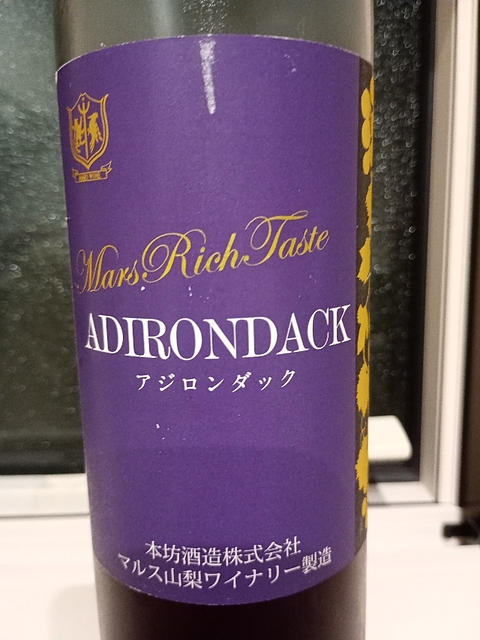 Mars Rich Taste
ADIRONDACK
アジロンダック
本坊酒造株式会社
マルス山梨ワイナリー製造